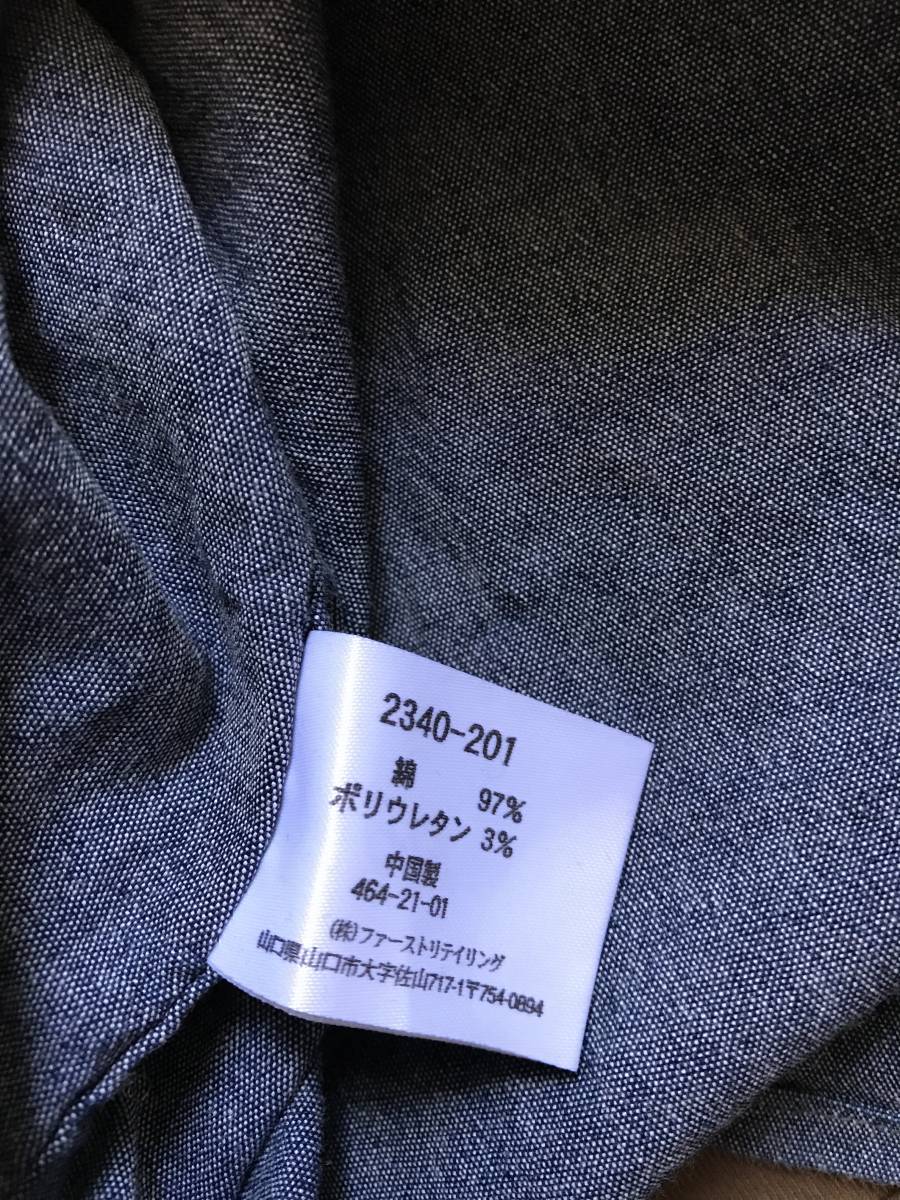 2340-201
綿 97%
ポリウレタン 3%
中国製
464-21-01
(株)ファーストリテイリング
山口県山口市大字佐山717-1〒754-0894